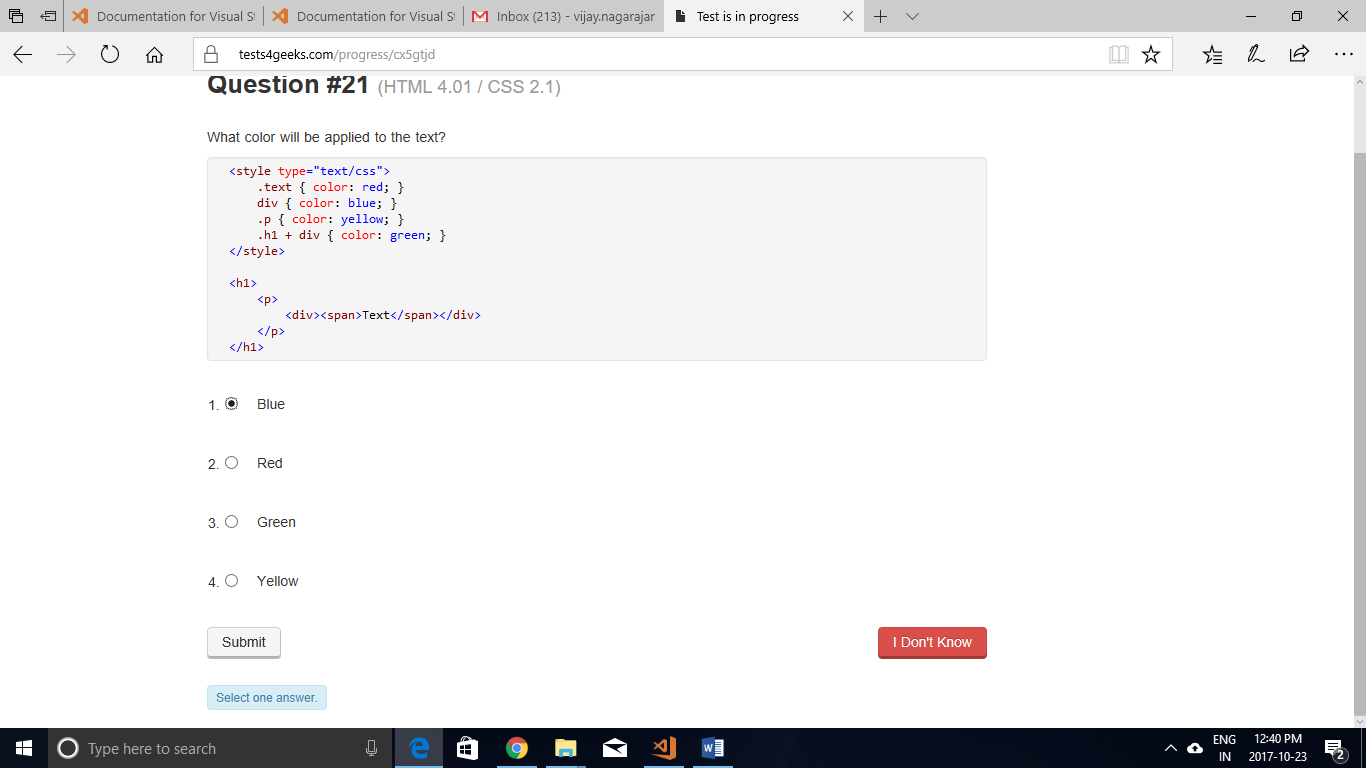 Documentation for Visual St
Documentation for Visual St
Inbox (213) - vijay.nagarajar
Test is in progress
tests4geeks.com/progress/cx5gtjd
Question #21 (HTML 4.01 / CSS 2.1)
What color will be applied to the text?
<style type="text/css">
    .text { color: red; }
    div { color: blue; }
    .p { color: yellow; }
    .h1 + div { color: green; }
</style>

<h1>
    <p>
        <div><span>Text</span></div>
    </p>
</h1>
1. Blue
2. Red
3. Green
4. Yellow
Submit
I Don't Know
Select one answer.
Type here to search
ENG
IN
12:40 PM
2017-10-23
2